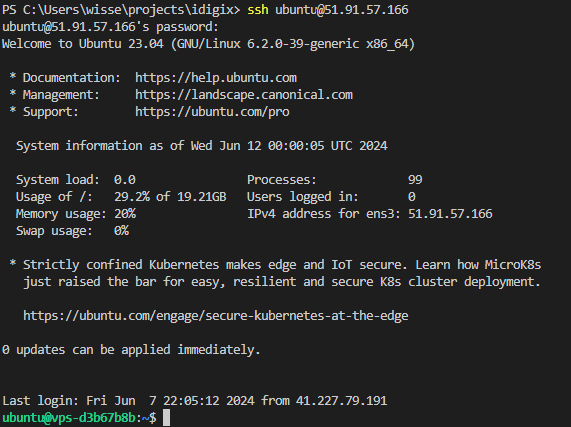 PS C:\Users\wisse\projects\idigix> ssh ubuntu@51.91.57.166
ubuntu@51.91.57.166's password:
Welcome to Ubuntu 23.04 (GNU/Linux 6.2.0-39-generic x86_64)
* Documentation:  https://help.ubuntu.com
* Management:     https://landscape.canonical.com
* Support:        https://ubuntu.com/pro
System information as of Wed Jun 12 00:00:05 UTC 2024
System load:  0.0                Processes:              99
Usage of /:   29.2% of 19.21GB   Users logged in:        0
Memory usage: 20%                IPv4 address for ens3: 51.91.57.166
Swap usage:   0%
* Strictly confined Kubernetes makes edge and IoT secure. Learn how MicroK8s
just raised the bar for easy, resilient and secure K8s cluster deployment.
https://ubuntu.com/engage/secure-kubernetes-at-the-edge
0 updates can be applied immediately.
Last login: Fri Jun  7 22:05:12 2024 from 41.227.79.191
ubuntu@vps-d3b67b8b:~$